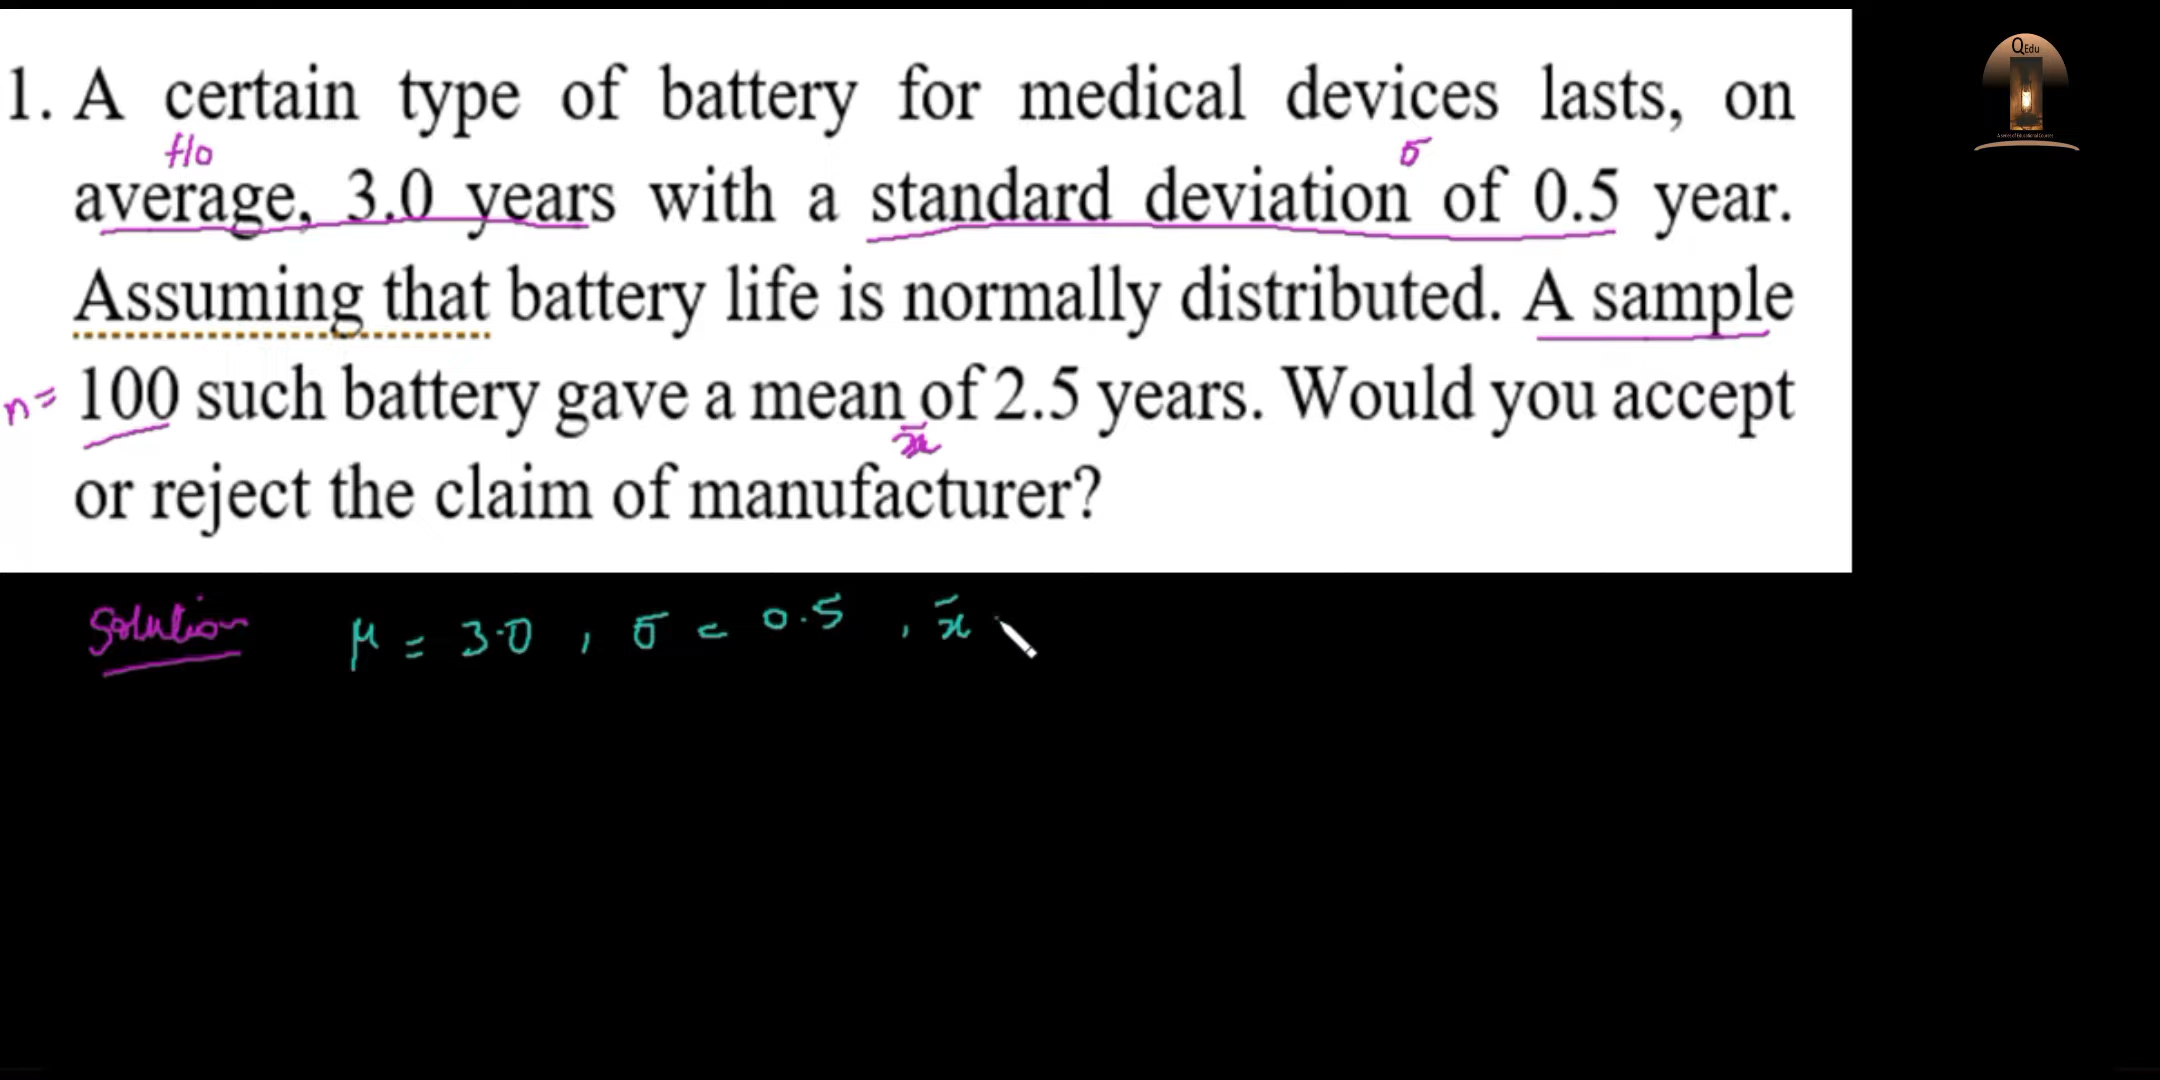 QEdu
1. A certain type of battery for medical devices lasts, on
H0
σ
average, 3.0 years with a standard deviation of 0.5 year.
Assuming that battery life is normally distributed. A sample
n = 100 such battery gave a mean of 2.5 years. Would you accept
x̄
or reject the claim of manufacturer?
Solution μ = 3.0 , σ = 0.5 , x̄